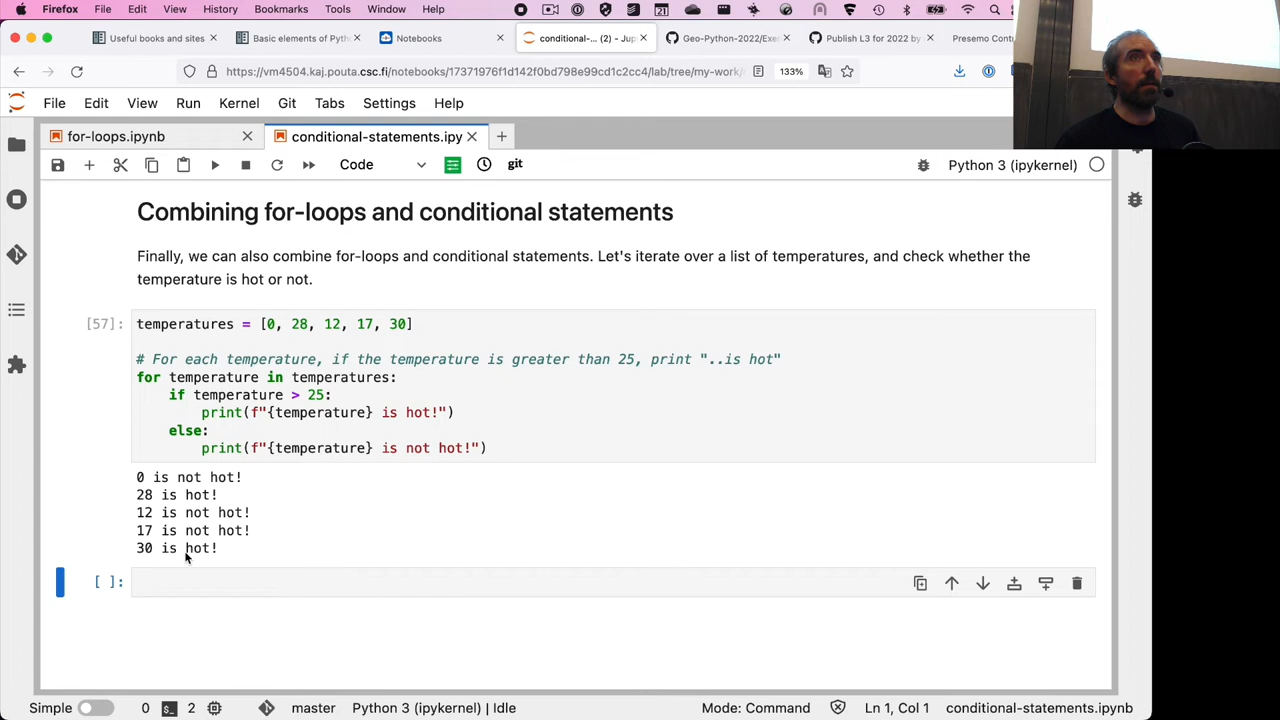 Firefox File Edit View History Bookmarks Tools Window Help
Useful books and sites
Basic elements of Pyth
Notebooks
conditional-... (2) - Jup
Geo-Python-2022/Exe
Publish L3 for 2022 by
Presemo Cont
https://vm4504.kaj.pouta.csc.fi/notebooks/17371976f1d142f0bd798e99cd1c2cc4/lab/tree/my-work/
133%
File Edit View Run Kernel Git Tabs Settings Help
for-loops.ipynb
conditional-statements.ipy
Code
git
Python 3 (ipykernel)
Combining for-loops and conditional statements
Finally, we can also combine for-loops and conditional statements. Let's iterate over a list of temperatures, and check whether the
temperature is hot or not.
[57]: temperatures = [0, 28, 12, 17, 30]
# For each temperature, if the temperature is greater than 25, print "..is hot"
for temperature in temperatures:
if temperature > 25:
print(f"{temperature} is hot!")
else:
print(f"{temperature} is not hot!")
0 is not hot!
28 is hot!
12 is not hot!
17 is not hot!
30 is hot!
[ ]:
Simple 0 2 master Python 3 (ipykernel) | Idle Mode: Command Ln 1, Col 1 conditional-statements.ipynb